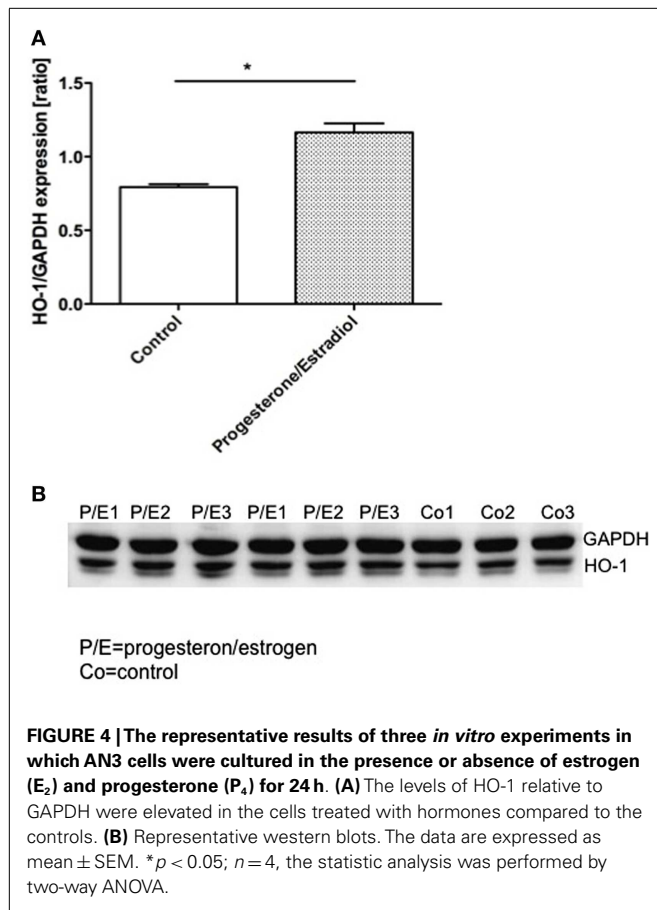 A
HO-1/GAPDH expression [ratio]
1.5
1.0
0.5
0.0
*
Control
Progesterone/Estradiol
B
P/E1 P/E2 P/E3 P/E1 P/E2 P/E3 Co1 Co2 Co3
GAPDH
HO-1
P/E=progesteron/estrogen
Co=control
FIGURE 4 | The representative results of three in vitro experiments in
which AN3 cells were cultured in the presence or absence of estrogen
(E₂) and progesterone (P₄) for 24 h. (A) The levels of HO-1 relative to
GAPDH were elevated in the cells treated with hormones compared to the
controls. (B) Representative western blots. The data are expressed as
mean ± SEM. *p < 0.05; n = 4, the statistic analysis was performed by
two-way ANOVA.